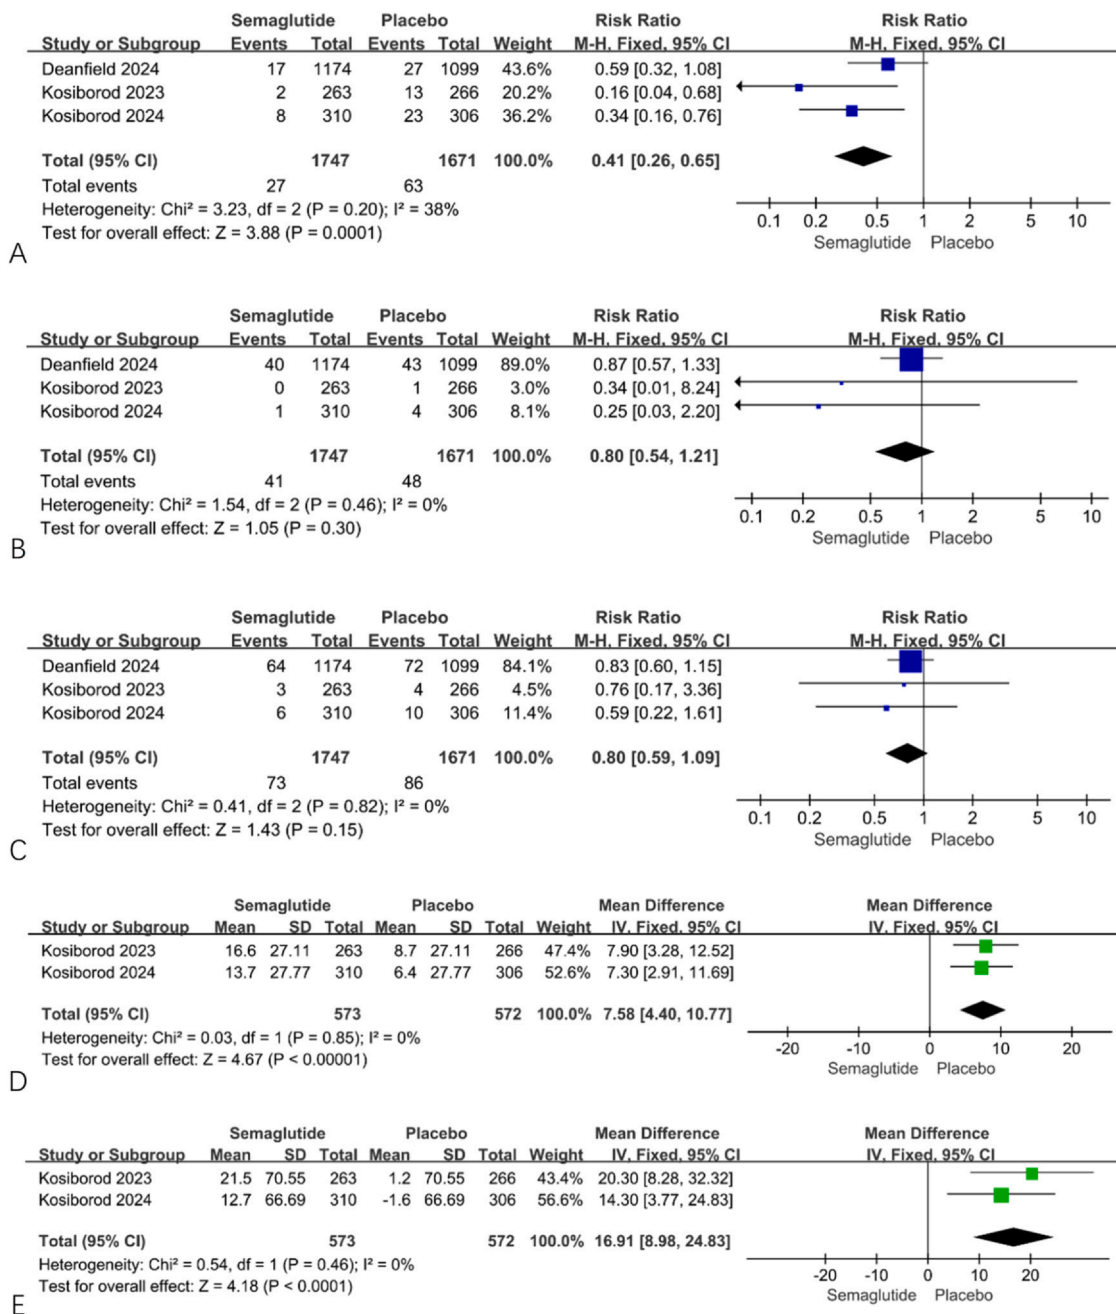 Semaglutide Placebo Risk Ratio Risk Ratio
Study or Subgroup Events Total Events Total Weight M-H, Fixed, 95% CI M-H, Fixed, 95% CI
Deanfield 2024 17 1174 27 1099 43.6% 0.59 [0.32, 1.08]
Kosiborod 2023 2 263 13 266 20.2% 0.16 [0.04, 0.68]
Kosiborod 2024 8 310 23 306 36.2% 0.34 [0.16, 0.76]
Total (95% CI) 1747 1671 100.0% 0.41 [0.26, 0.65]
Total events 27 63
Heterogeneity: Chi² = 3.23, df = 2 (P = 0.20); I² = 38%
Test for overall effect: Z = 3.88 (P = 0.0001)
0.1 0.2 0.5 1 2 5 10
Semaglutide Placebo
A
Semaglutide Placebo Risk Ratio Risk Ratio
Study or Subgroup Events Total Events Total Weight M-H, Fixed, 95% CI M-H, Fixed, 95% CI
Deanfield 2024 40 1174 43 1099 89.0% 0.87 [0.57, 1.33]
Kosiborod 2023 0 263 1 266 3.0% 0.34 [0.01, 8.24]
Kosiborod 2024 1 310 4 306 8.1% 0.25 [0.03, 2.20]
Total (95% CI) 1747 1671 100.0% 0.80 [0.54, 1.21]
Total events 41 48
Heterogeneity: Chi² = 1.54, df = 2 (P = 0.46); I² = 0%
Test for overall effect: Z = 1.05 (P = 0.30)
0.1 0.2 0.5 1 2 5 10
Semaglutide Placebo
B
Semaglutide Placebo Risk Ratio Risk Ratio
Study or Subgroup Events Total Events Total Weight M-H, Fixed, 95% CI M-H, Fixed, 95% CI
Deanfield 2024 64 1174 72 1099 84.1% 0.83 [0.60, 1.15]
Kosiborod 2023 3 263 4 266 4.5% 0.76 [0.17, 3.36]
Kosiborod 2024 6 310 10 306 11.4% 0.59 [0.22, 1.61]
Total (95% CI) 1747 1671 100.0% 0.80 [0.59, 1.09]
Total events 73 86
Heterogeneity: Chi² = 0.41, df = 2 (P = 0.82); I² = 0%
Test for overall effect: Z = 1.43 (P = 0.15)
0.1 0.2 0.5 1 2 5 10
Semaglutide Placebo
C
Semaglutide Placebo Mean Difference Mean Difference
Study or Subgroup Mean SD Total Mean SD Total Weight IV, Fixed, 95% CI IV, Fixed, 95% CI
Kosiborod 2023 16.6 27.11 263 8.7 27.11 266 47.4% 7.90 [3.28, 12.52]
Kosiborod 2024 13.7 27.77 310 6.4 27.77 306 52.6% 7.30 [2.91, 11.69]
Total (95% CI) 573 572 100.0% 7.58 [4.40, 10.77]
Heterogeneity: Chi² = 0.03, df = 1 (P = 0.85); I² = 0%
Test for overall effect: Z = 4.67 (P < 0.00001)
-20 -10 0 10 20
Semaglutide Placebo
D
Semaglutide Placebo Mean Difference Mean Difference
Study or Subgroup Mean SD Total Mean SD Total Weight IV, Fixed, 95% CI IV, Fixed, 95% CI
Kosiborod 2023 21.5 70.55 263 1.2 70.55 266 43.4% 20.30 [8.28, 32.32]
Kosiborod 2024 12.7 66.69 310 -1.6 66.69 306 56.6% 14.30 [3.77, 24.83]
Total (95% CI) 573 572 100.0% 16.91 [8.98, 24.83]
Heterogeneity: Chi² = 0.54, df = 1 (P = 0.46); I² = 0%
Test for overall effect: Z = 4.18 (P < 0.0001)
-20 -10 0 10 20
Semaglutide Placebo
E